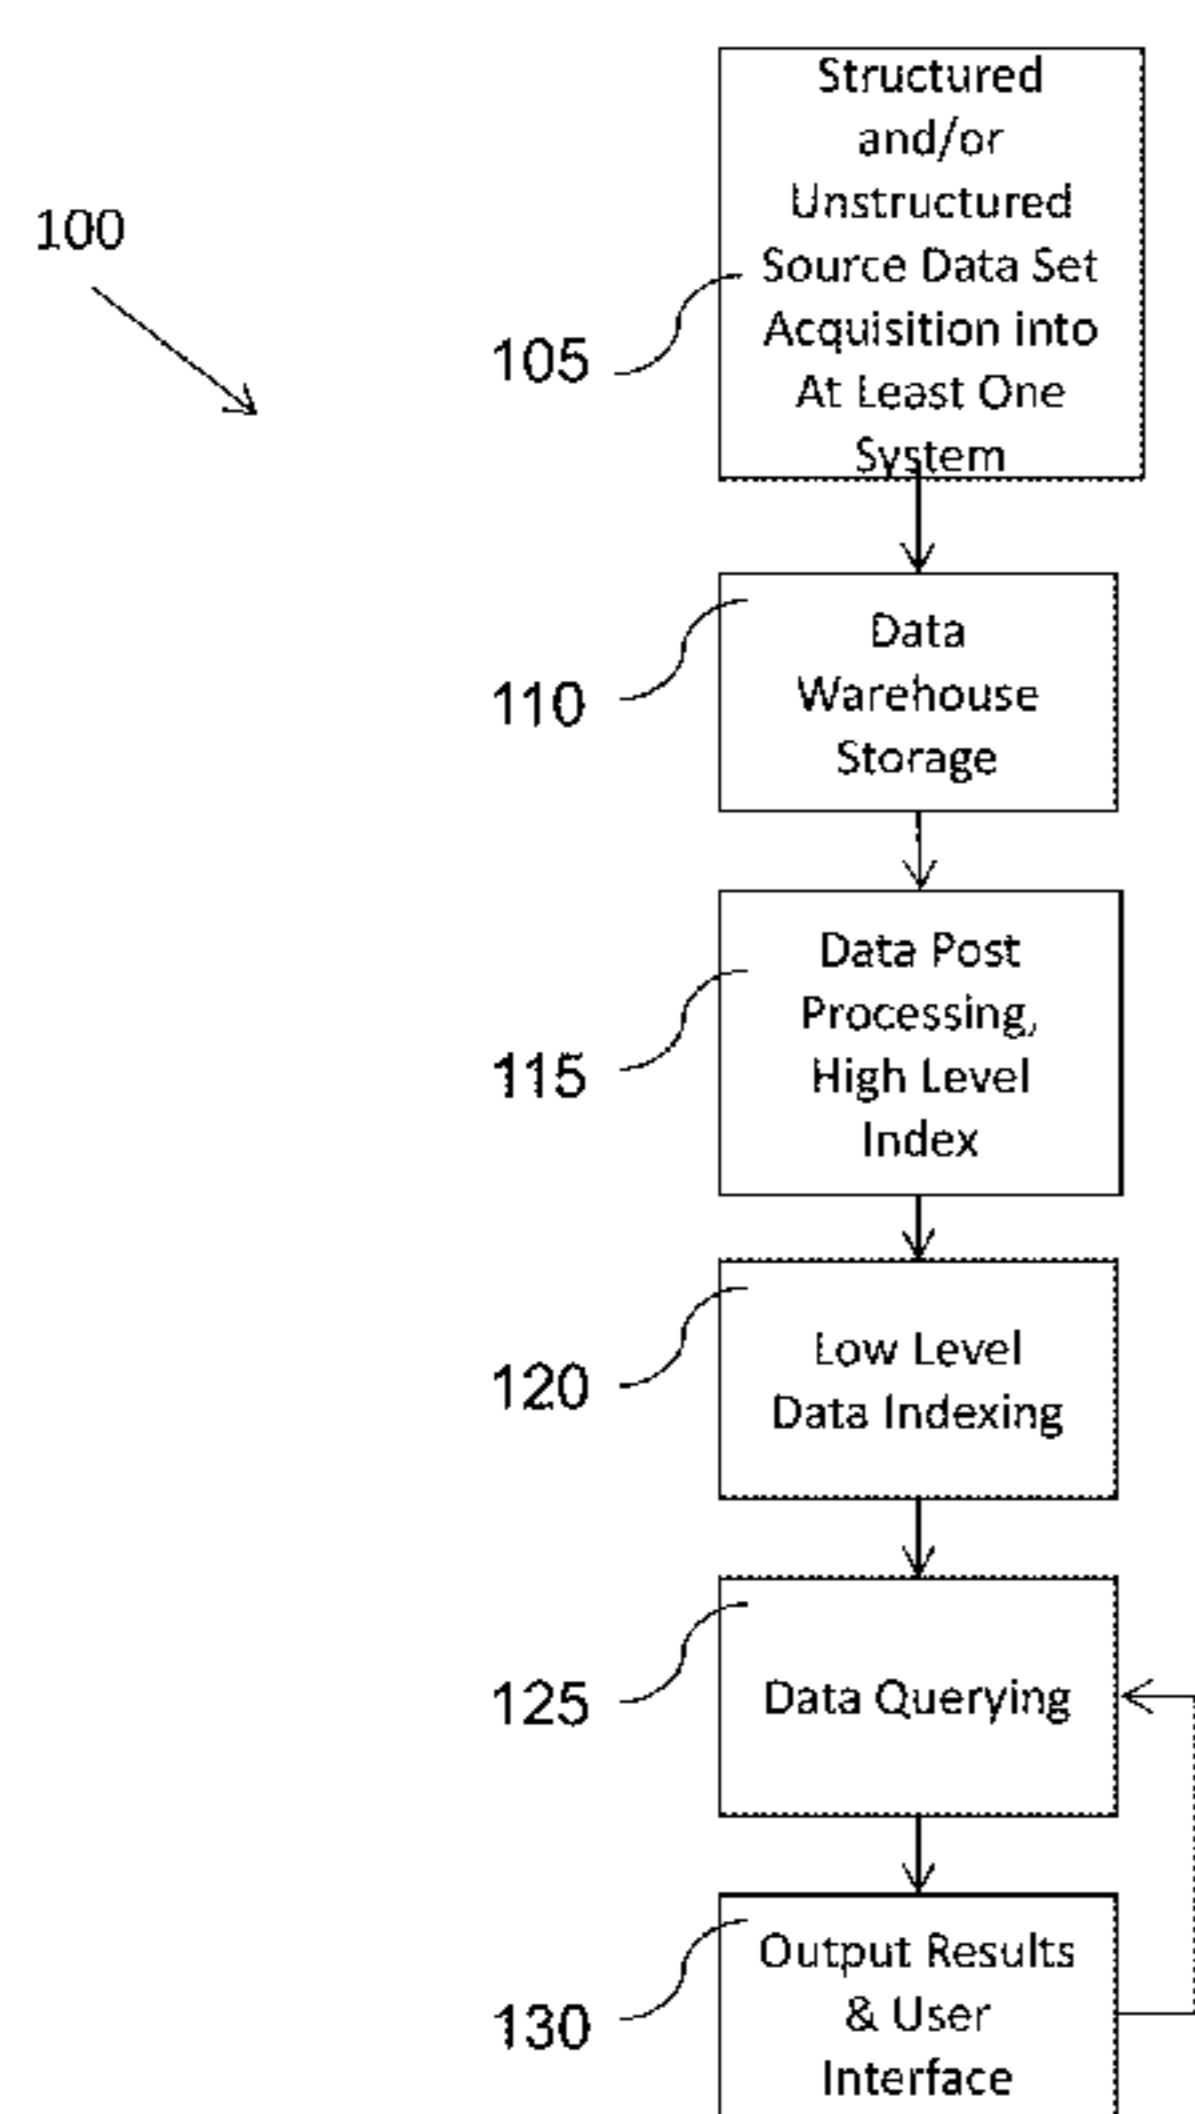 Structured
and/or
Unstructured
Source Data Set
Acquisition into
At Least One
System
100
105
Data
Warehouse
Storage
110
Data Post
Processing,
High Level
Index
115
Low Level
Data Indexing
120
Data Querying
125
Output Results
& User
Interface
130